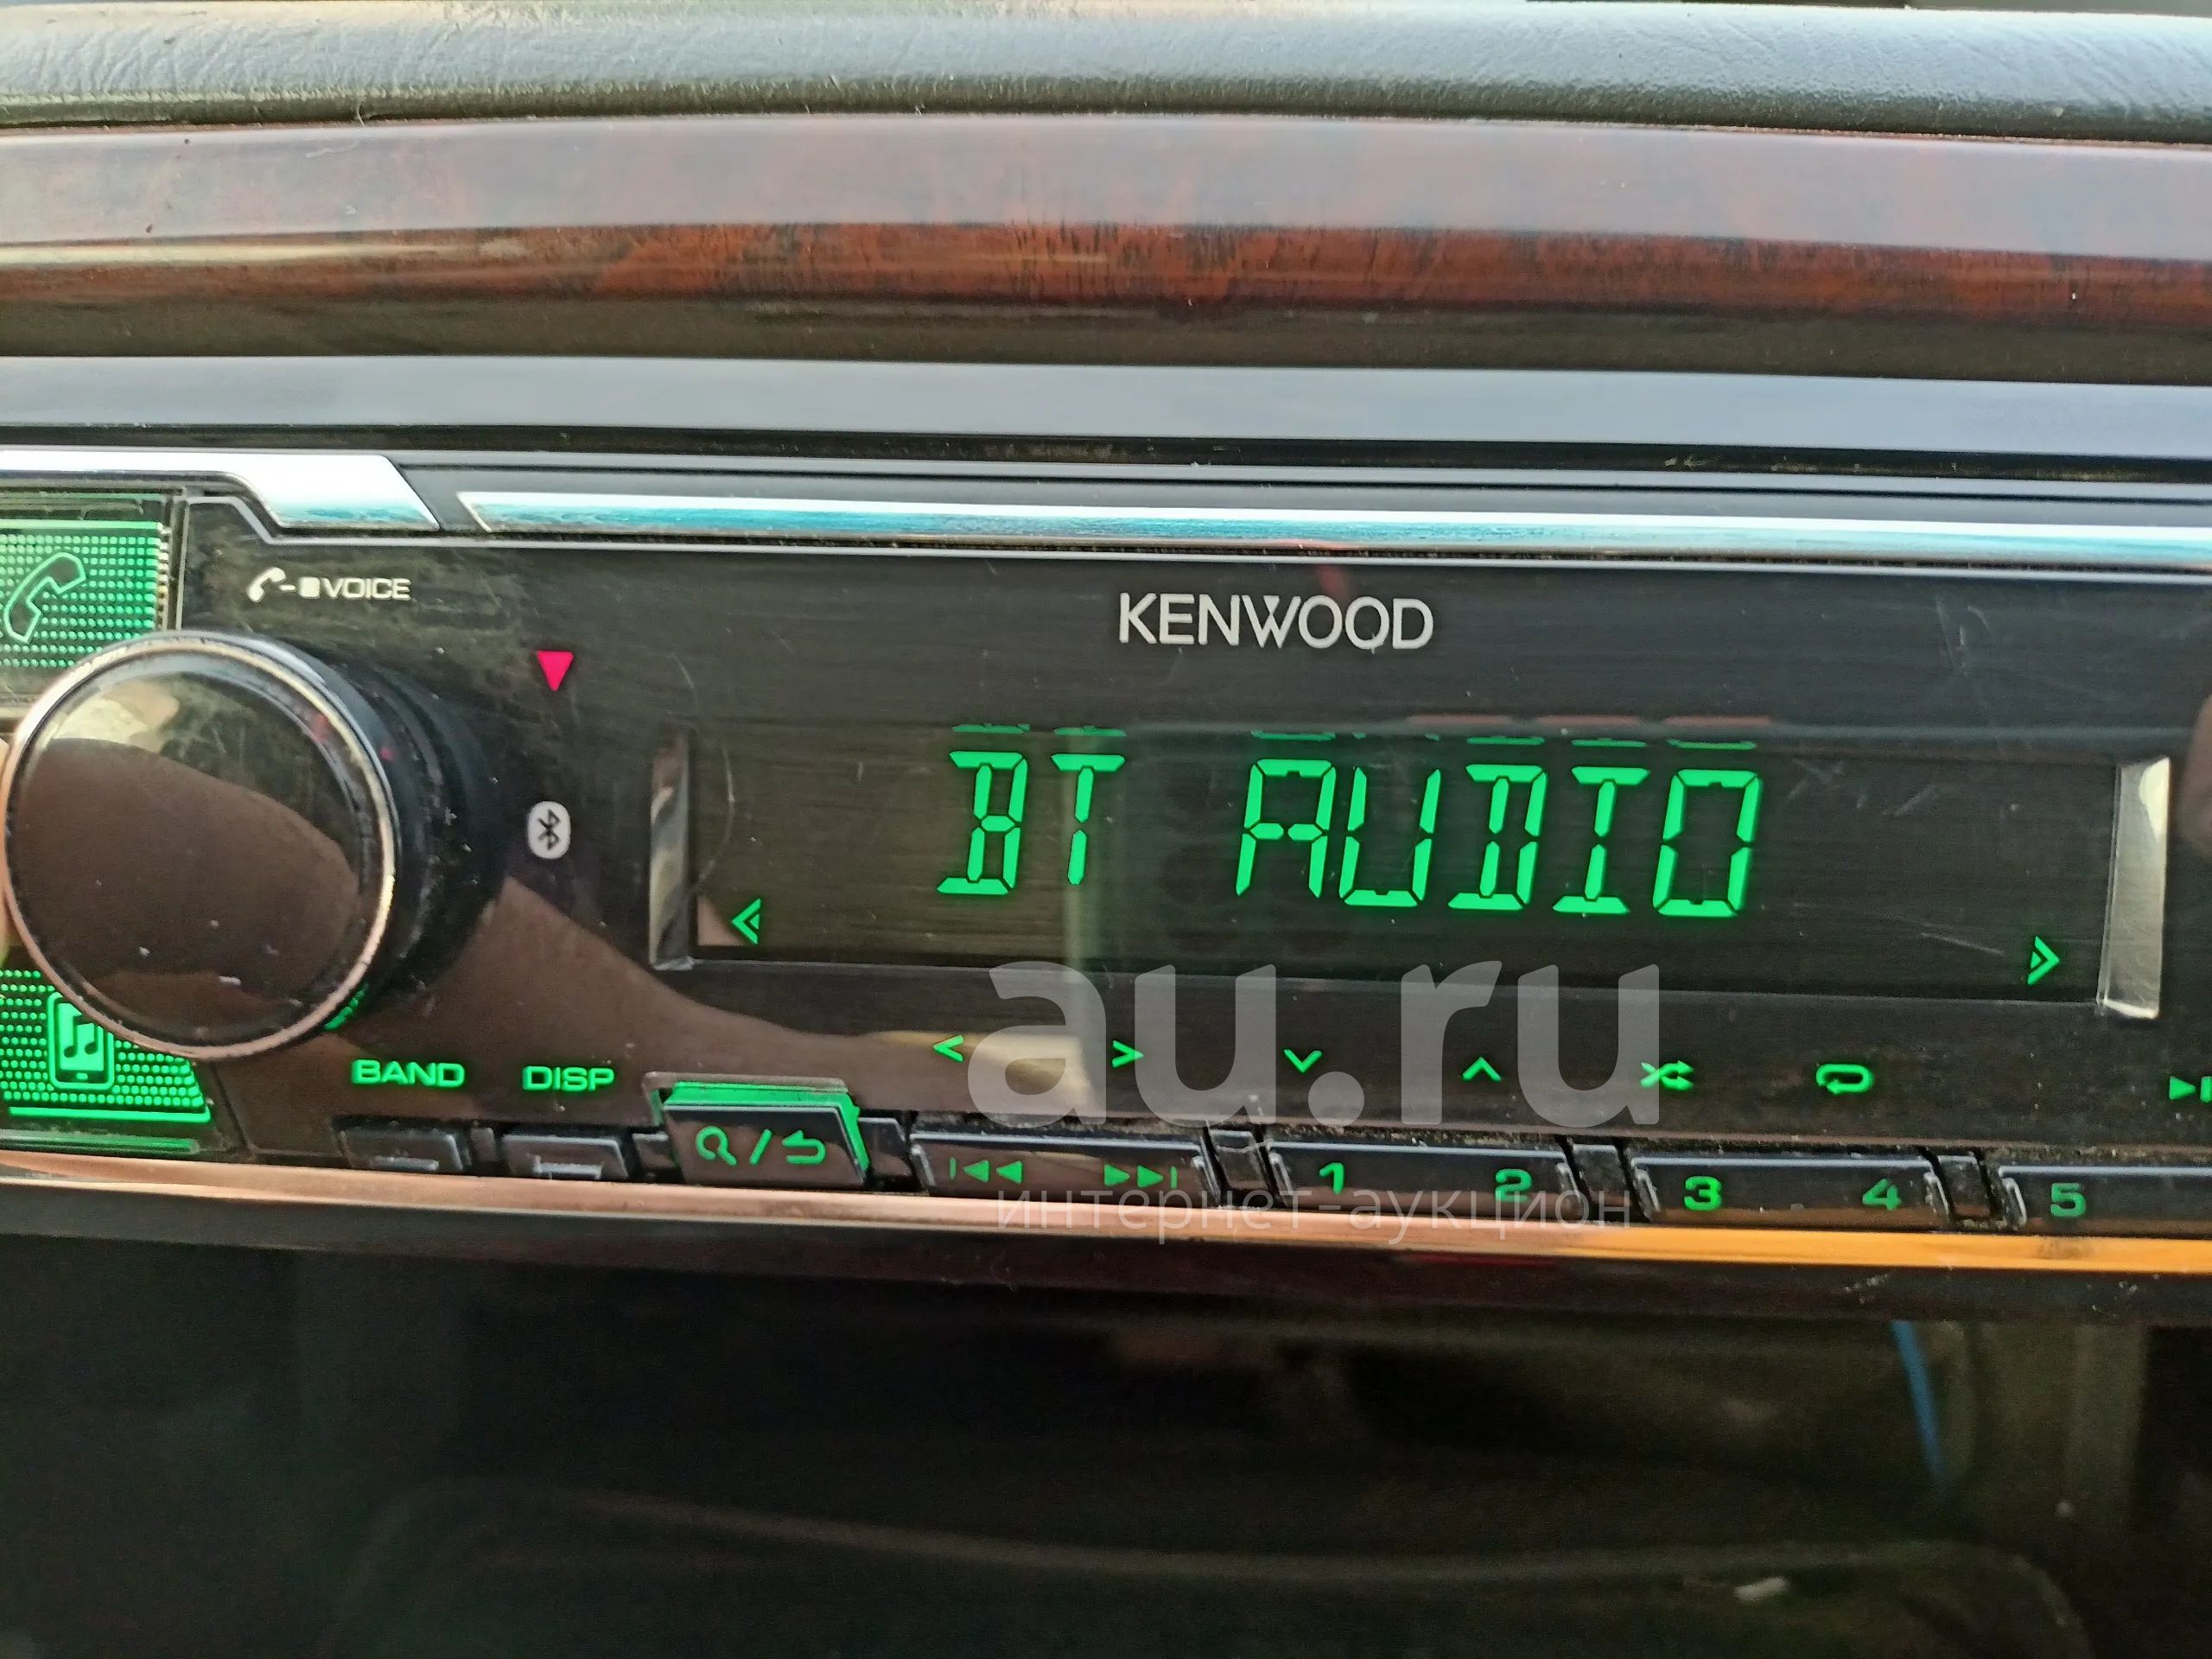 VOICE
KENWOOD
BT AUDIO
au.ru
BAND DISP
1 2 3 4 5
интернет-аукцион